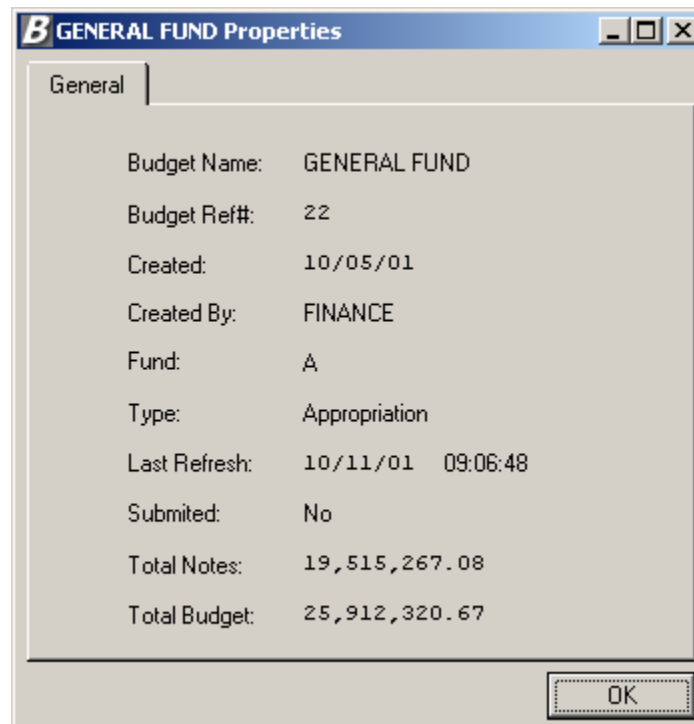 B GENERAL FUND Properties
General
Budget Name: GENERAL FUND
Budget Ref#: 22
Created: 10/05/01
Created By: FINANCE
Fund: A
Type: Appropriation
Last Refresh: 10/11/01 09:06:48
Submited: No
Total Notes: 19,515,267.08
Total Budget: 25,912,320.67
OK